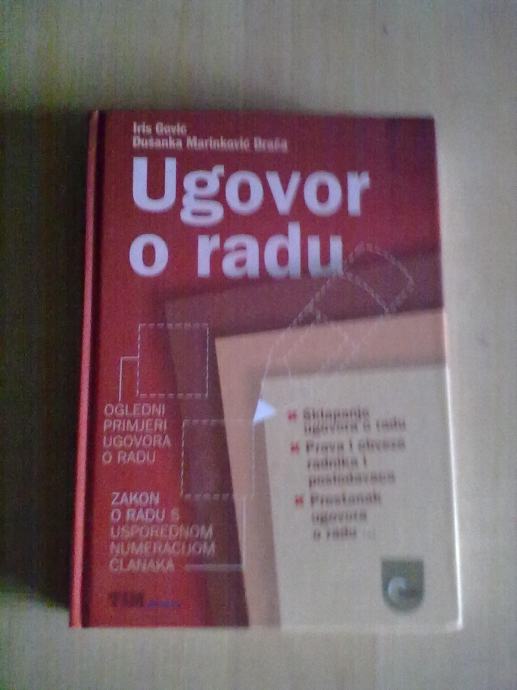 Iris Gović
Dušanka Marinković Drača
Ugovor
o radu
OGLEDNI
PRIMJERI
UGOVORA
O RADU
ZAKON
O RADU S
USPOREDNOM
NUMERACIJOM
ČLANAKA
Sklapanje
ugovora o radu
Prava i obveze
radnika i
poslodavaca
Prestanak
ugovora
o radu ...
TIM